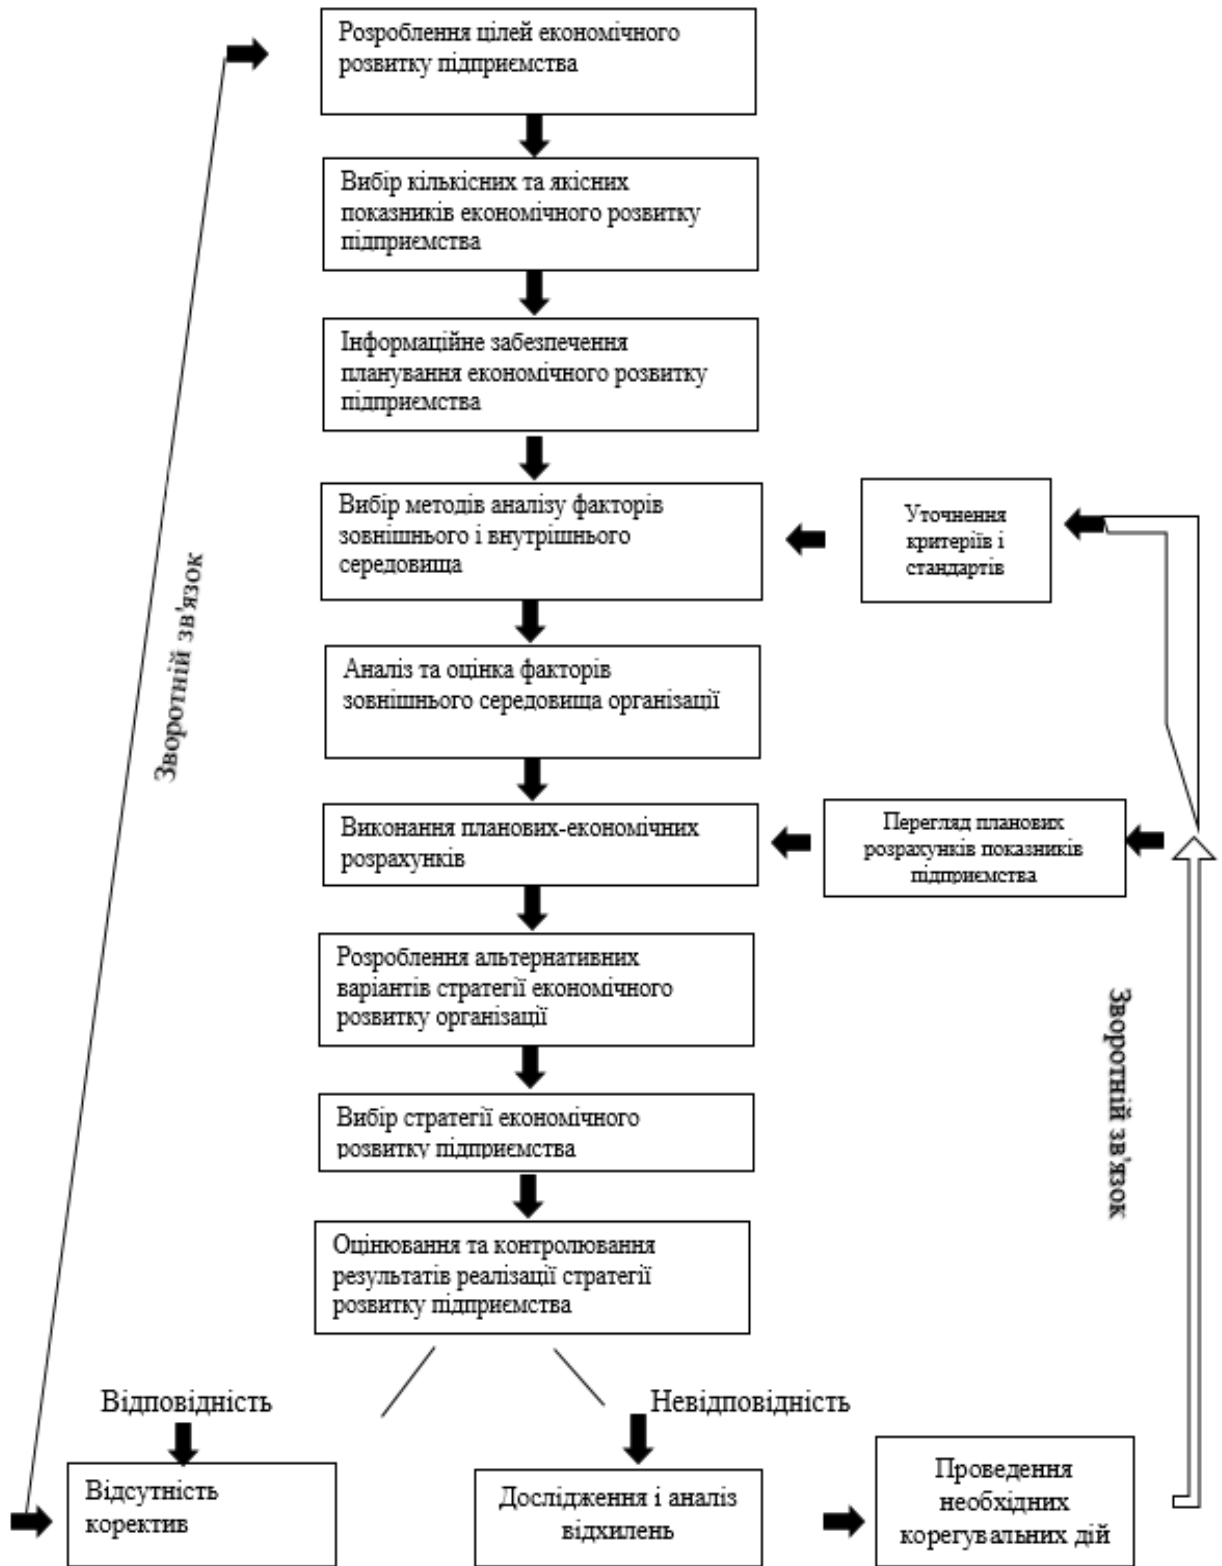 Розроблення цілей економічного
розвитку підприємства
Вибір кількісних та якісних
показників економічного розвитку
підприємства
Інформаційне забезпечення
планування економічного розвитку
підприємства
Вибір методів аналізу факторів
зовнішнього і внутрішнього
середовища
Уточнення
критеріїв і
стандартів
Зворотній зв'язок
Аналіз та оцінка факторів
зовнішнього середовища організації
Виконання планових-економічних
розрахунків
Перегляд планових
розрахунків показників
підприємства
Розроблення альтернативних
варіантів стратегії економічного
розвитку організації
Зворотній зв'язок
Вибір стратегії економічного
розвитку підприємства
Оцінювання та контролювання
результатів реалізації стратегії
розвитку підприємства
Відповідність
Невідповідність
Відсутність
коректив
Дослідження і аналіз
відхилень
Проведення
необхідних
корегувальних дій